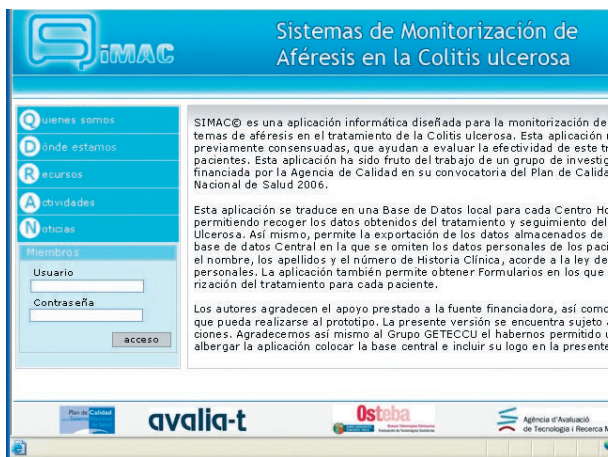 SiMAC
Sistemas de Monitorización de
Aféresis en la Colitis ulcerosa
Quienes somos
Dónde estamos
Recursos
Actividades
Noticias
Miembros
Usuario
Contraseña
acceso
SIMAC© es una aplicación informática diseñada para la monitorización de
temas de aféresis en el tratamiento de la Colitis ulcerosa. Esta aplicación
previamente consensuadas, que ayudan a evaluar la efectividad de este tr
pacientes. Esta aplicación ha sido fruto del trabajo de un grupo de investig
financiada por la Agencia de Calidad en su convocatoria del Plan de Calida
Nacional de Salud 2006.
Esta aplicación se traduce en una Base de Datos local para cada Centro Ho
permitiendo recoger los datos obtenidos del tratamiento y seguimiento del
Ulcerosa. Así mismo, permite la exportación de los datos almacenados de
base de datos Central en la que se omiten los datos personales de los paci
el nombre, los apellidos y el número de Historia Clínica, acorde a la ley de
personales. La aplicación también permite obtener Formularios en los que
rización del tratamiento para cada paciente.
Los autores agradecen el apoyo prestado a la fuente financiadora, así como
que pueda realizarse al prototipo. La presente versión se encuentra sujeto
ciones. Agradecemos así mismo al Grupo GETECCU el habernos permitido u
albergar la aplicación colocar la base central e incluir su logo en la presente
Plan de Calidad
avalia-t
Osteba
Agència d'Avaluació
de Tecnologia i Recerca M